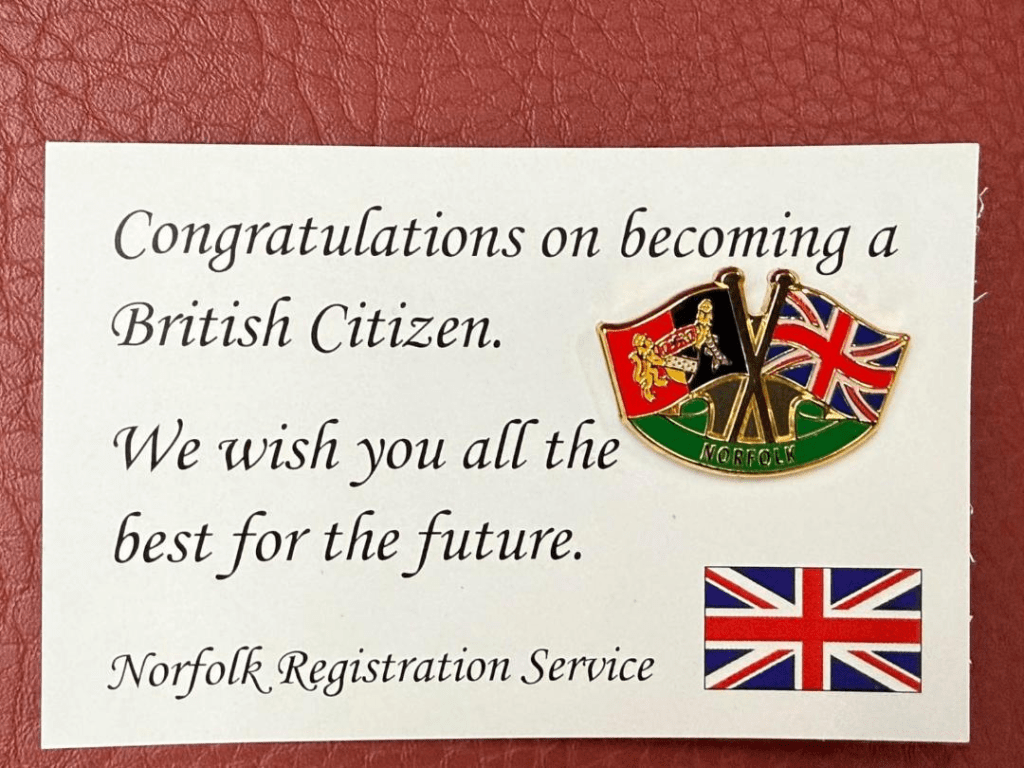 Congratulations on becoming a
British Citizen.
We wish you all the
best for the future.
NORFOLK
Norfolk Registration Service